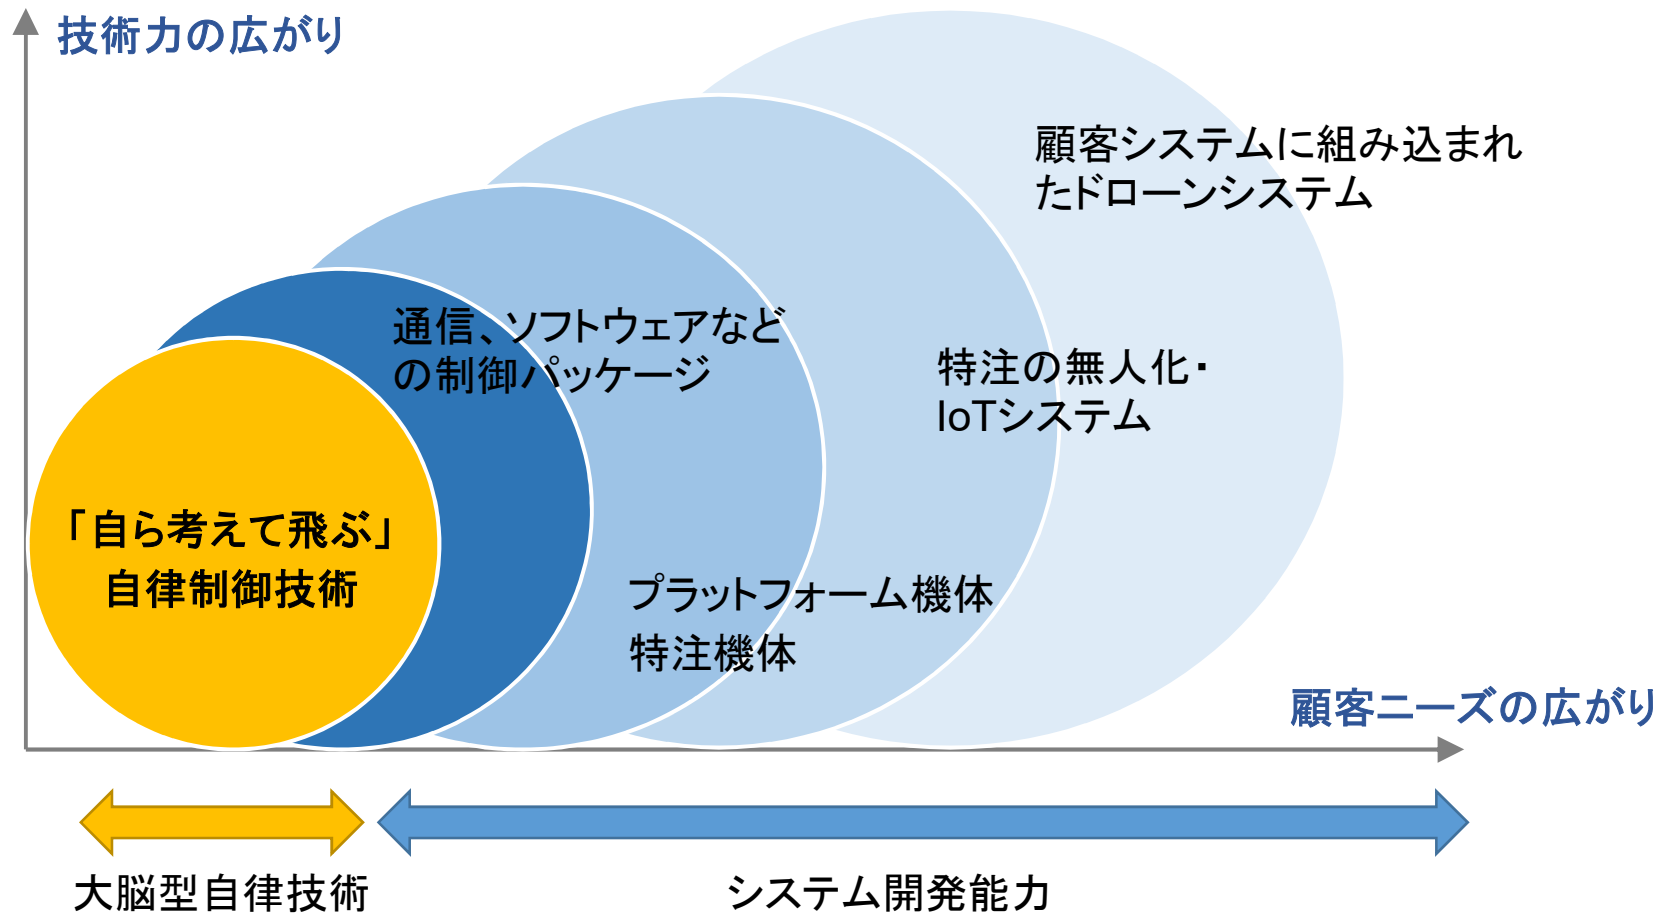 技術力の広がり
顧客システムに組み込まれ
たドローンシステム
通信、ソフトウェアなど
の制御パッケージ
特注の無人化・
IoTシステム
「自ら考えて飛ぶ」
自律制御技術
プラットフォーム機体
特注機体
顧客ニーズの広がり
大脳型自律技術
システム開発能力